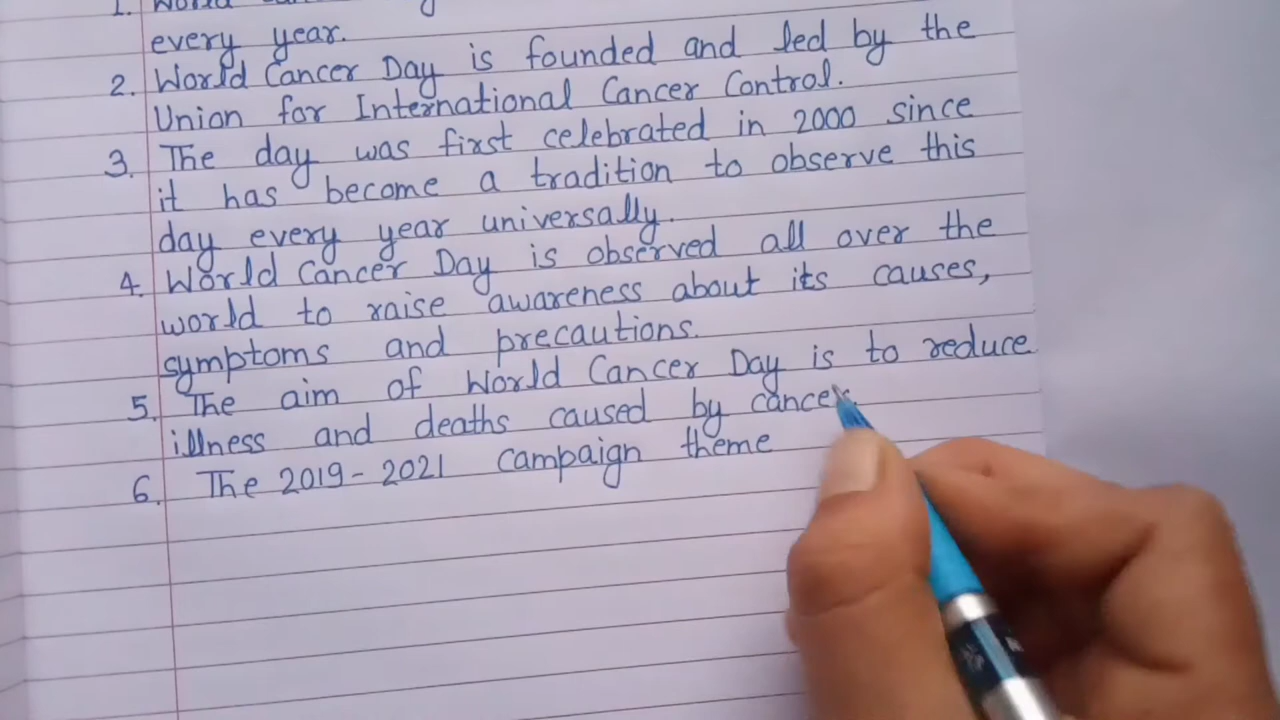 1. World
every year.
2. World Cancer Day is founded and led by the
Union for International Cancer Control.
3. The day was first celebrated in 2000 since
it has become a tradition to observe this
day every year universally.
4. World Cancer Day is observed all over the
world to raise awareness about its causes,
symptoms and precautions.
5. The aim of World Cancer Day is to reduce
illness and deaths caused by cancer.
6. The 2019-2021 campaign theme